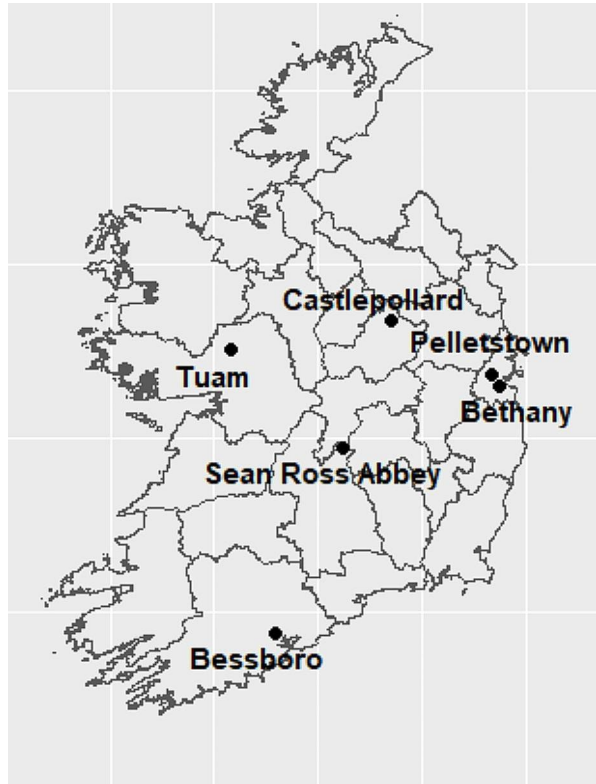 Castlepollard
Pelletstown
Tuam
Bethany
Sean Ross Abbey
Bessboro